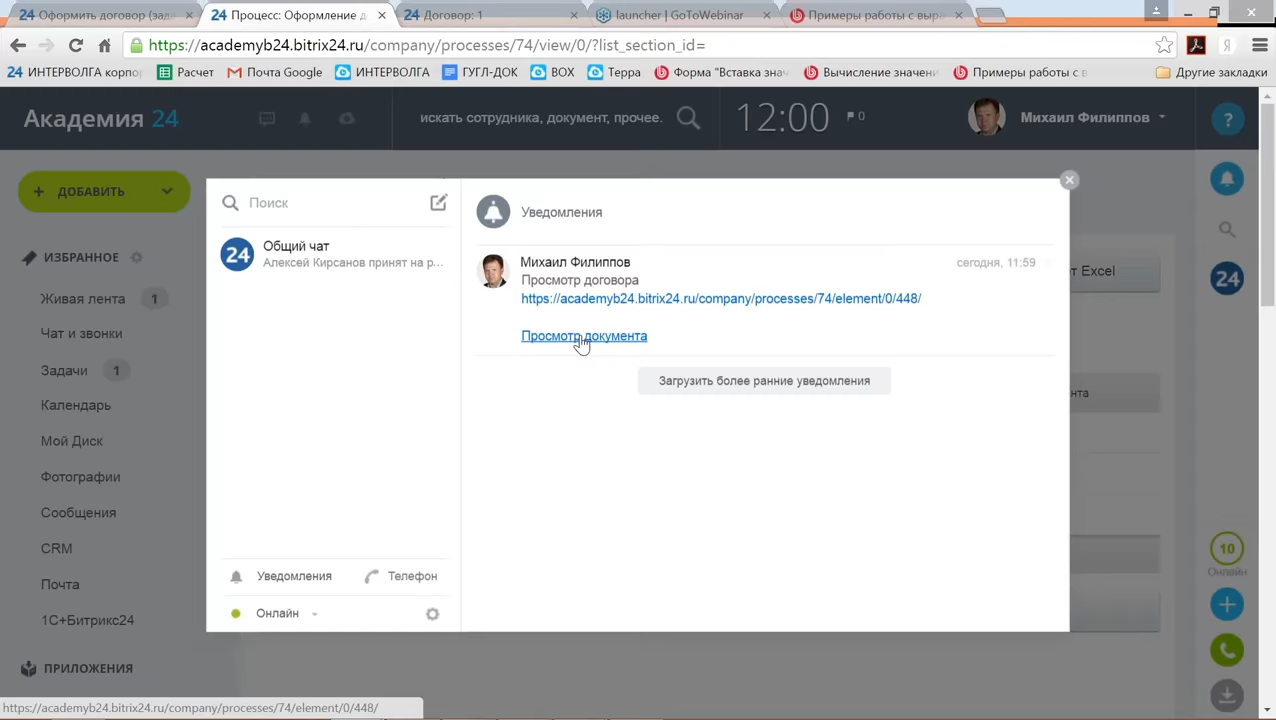 Оформить договор (зад
Процесс: Оформление д
Договор: 1
launcher | GoToWebinar
Примеры работы с выра
https://academyb24.bitrix24.ru/company/processes/74/view/0/?list_section_id=
24 ИНТЕРВОЛГА корпо
Расчет
Почта Google
ИНТЕРВОЛГА
ГУГЛ-ДОК
ВОХ
Терра
Форма "Вставка знач
Вычисление значени
Примеры работы с в
Другие закладки
Академия 24
искать сотрудника, документ, прочее.
12:00
0
Михаил Филиппов
?
+ ДОБАВИТЬ
ИЗБРАННОЕ
Живая лента 1
Чат и звонки
Задачи 1
Календарь
Мой Диск
Фотографии
Сообщения
CRM
Почта
1С+Битрикс24
ПРИЛОЖЕНИЯ
Поиск
24
Общий чат
Алексей Кирсанов принят на р...
Уведомления
Телефон
Онлайн
Уведомления
Михаил Филиппов
сегодня, 11:59
Просмотр договора
https://academyb24.bitrix24.ru/company/processes/74/element/0/448/
Просмотр документа
Загрузить более ранние уведомления
т Excel
нта
24
10
Онлайн
https://academyb24.bitrix24.ru/company/processes/74/element/0/448/